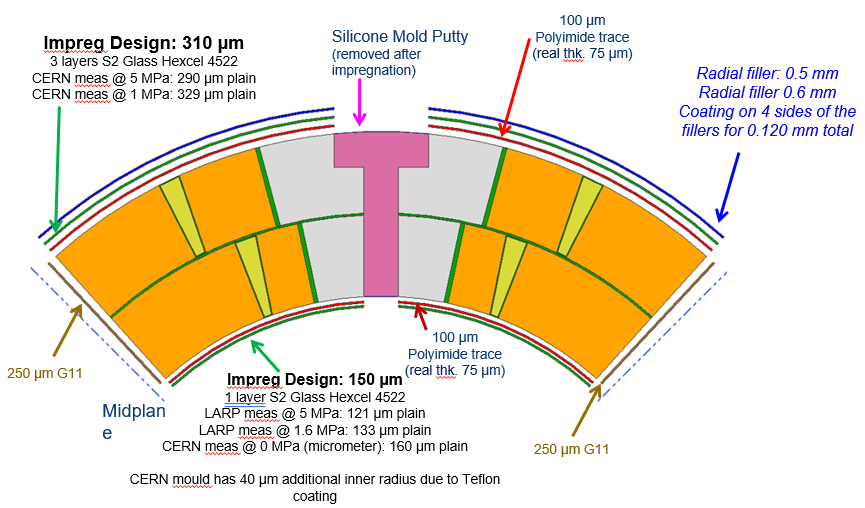 Impreg Design: 310 µm
3 layers S2 Glass Hexcel 4522
CERN meas @ 5 MPa: 290 µm plain
CERN meas @ 1 MPa: 329 µm plain
Silicone Mold Putty
(removed after
impregnation)
100 µm
Polyimide trace
(real thk. 75 µm)
Radial filler: 0.5 mm
Radial filler 0.6 mm
Coating on 4 sides of the
fillers for 0.120 mm total
250 µm G11
Midplan
e
100 µm
Polyimide trace
(real thk. 75 µm)
Impreg Design: 150 µm
1 layer S2 Glass Hexcel 4522
LARP meas @ 5 MPa: 121 µm plain
LARP meas @ 1.6 MPa: 133 µm plain
CERN meas @ 0 MPa (micrometer): 160 µm plain
250 µm G11
CERN mould has 40 µm additional inner radius due to Teflon
coating